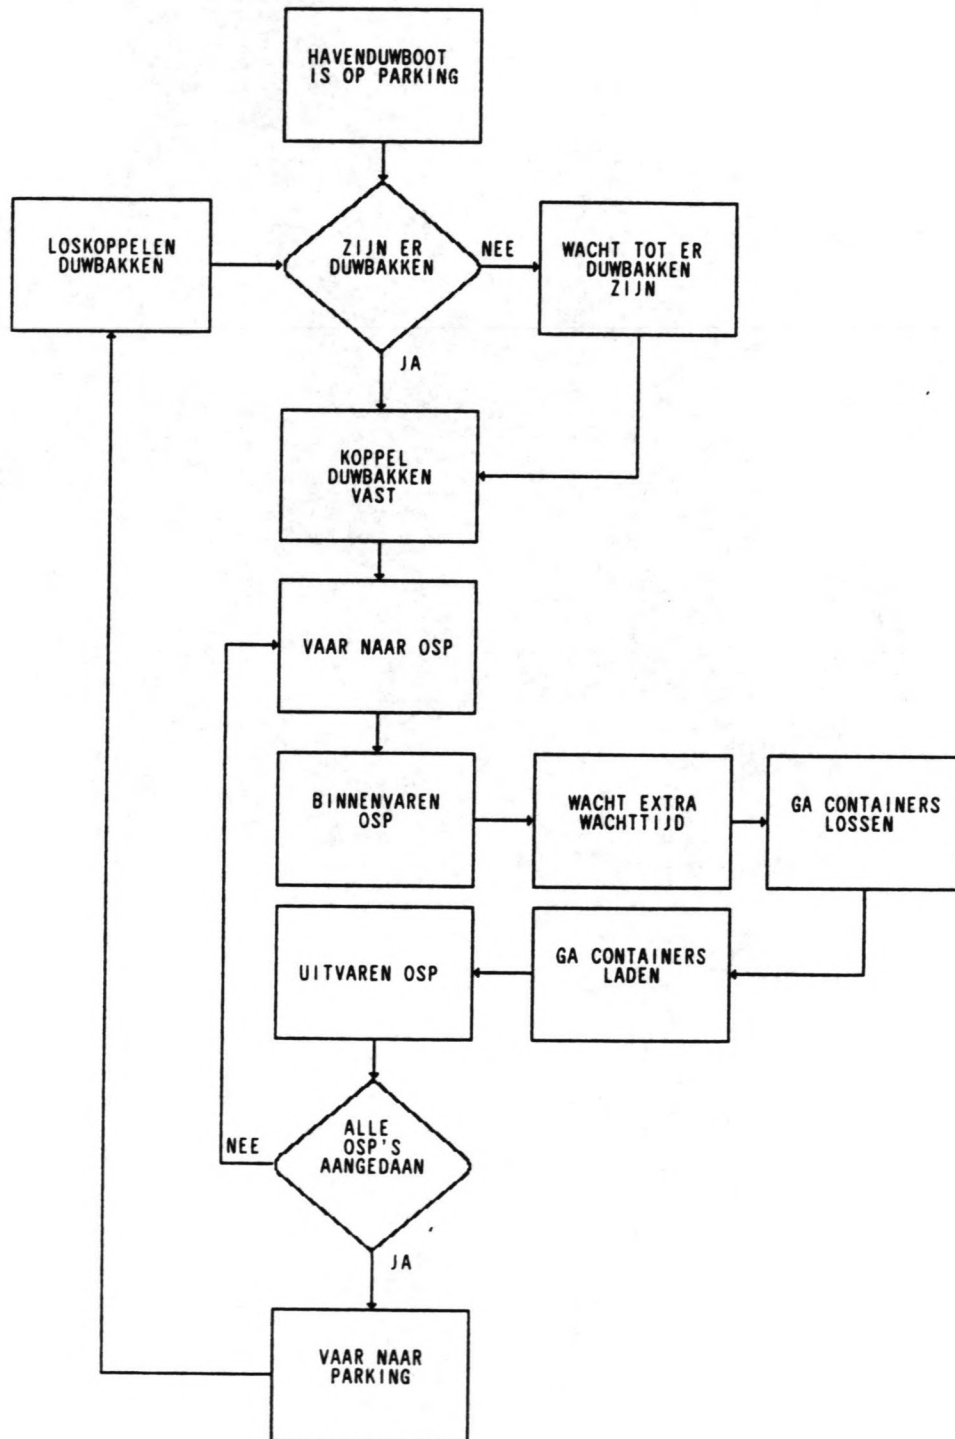 HAVENDUWBOOT
IS OP PARKING
LOSKOPPELEN
DUWBAKKEN
ZIJN ER
DUWBAKKEN
NEE
WACHT TOT ER
DUWBAKKEN
ZIJN
JA
KOPPEL
DUWBAKKEN
VAST
VAAR NAAR OSP
BINNENVAREN
OSP
WACHT EXTRA
WACHTTIJD
GA CONTAINERS
LOSSEN
UITVAREN OSP
GA CONTAINERS
LADEN
ALLE
OSP'S
AANGEDAAN
NEE
JA
VAAR NAAR
PARKING